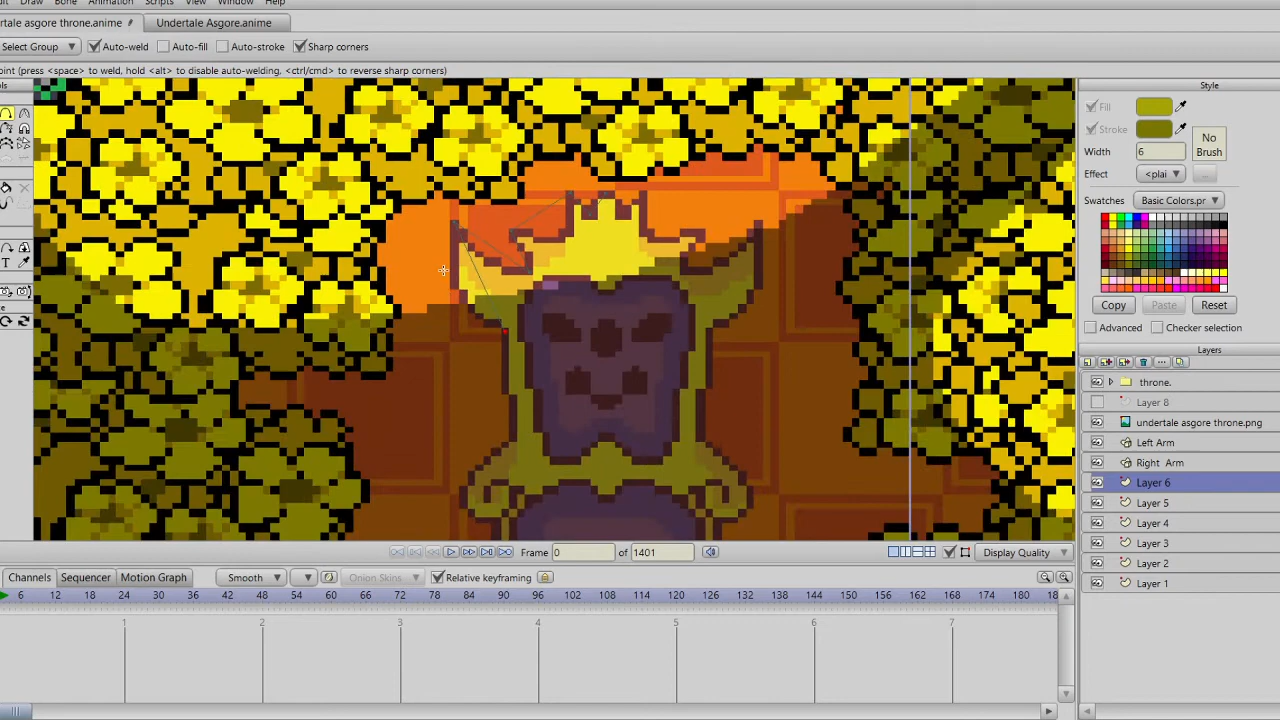 Draw Bone Animation Scripts View Window Help
tale asgore throne.anime Undertale Asgore.anime
Select Group Auto-weld Auto-fill Auto-stroke Sharp corners
oint (press <space> to weld, hold <alt> to disable auto-welding, <ctrl/cmd> to reverse sharp corners)
Style
Fill
Stroke
No Brush
Width 6
Effect <plai
Swatches Basic Colors.pr
Copy Paste Reset
Advanced Checker selection
Layers
throne.
Layer 8
undertale asgore throne.png
Left Arm
Right Arm
Layer 6
Layer 5
Layer 4
Layer 3
Layer 2
Layer 1
T
Frame 0 of 1401 Display Quality
Channels Sequencer Motion Graph Smooth Onion Skins Relative keyframing
6 12 18 24 30 36 42 48 54 60 66 72 78 84 90 96 102 108 114 120 126 132 138 144 150 156 162 168 174 180 18
1 2 3 4 5 6 7